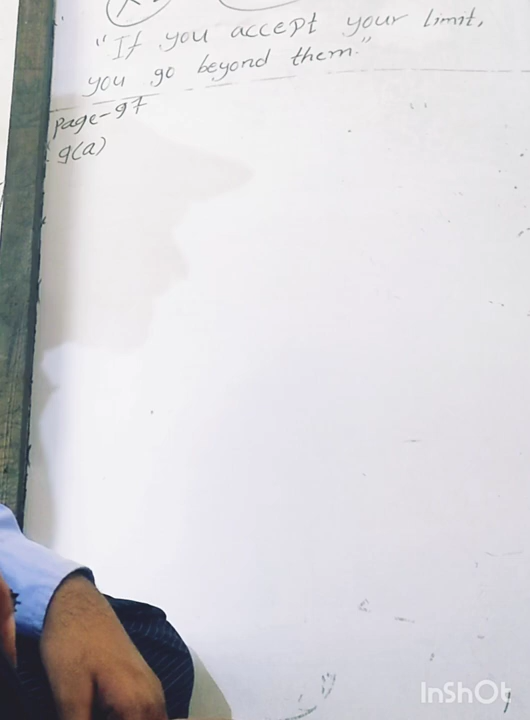 "If you accept your limit,
you go beyond them."
Page-97
9(a)
InShOt